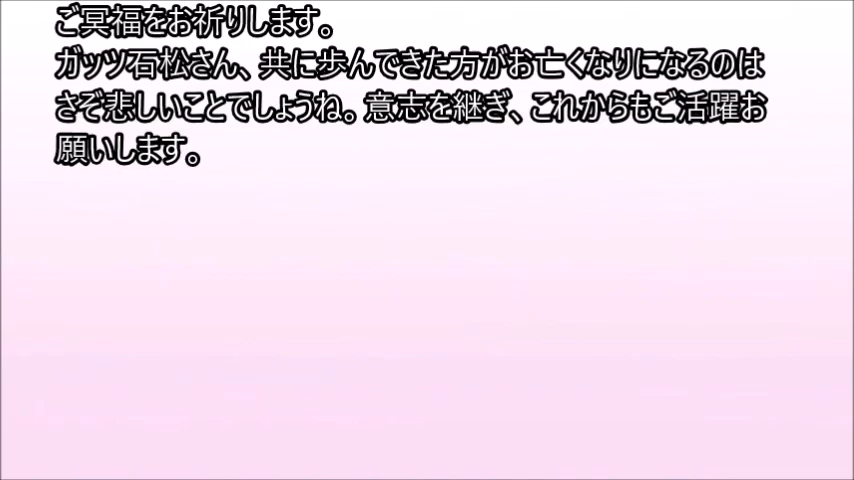 ご冥福をお祈りします。
ガッツ石松さん、共に歩んできた方がお亡くなりになるのは
さぞ悲しいことでしょうね。意志を継ぎ、これからもご活躍お
願いします。